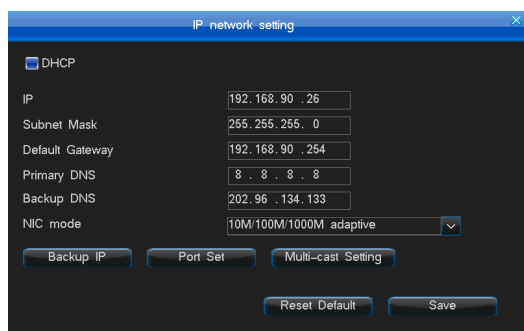 IP network setting
DHCP
IP 192.168.90 .26
Subnet Mask 255.255.255. 0
Default Gateway 192.168.90 .254
Primary DNS 8 . 8 . 8 . 8
Backup DNS 202.96 .134.133
NIC mode 10M/100M/1000M adaptive
Backup IP Port Set Multi-cast Setting
Reset Default Save